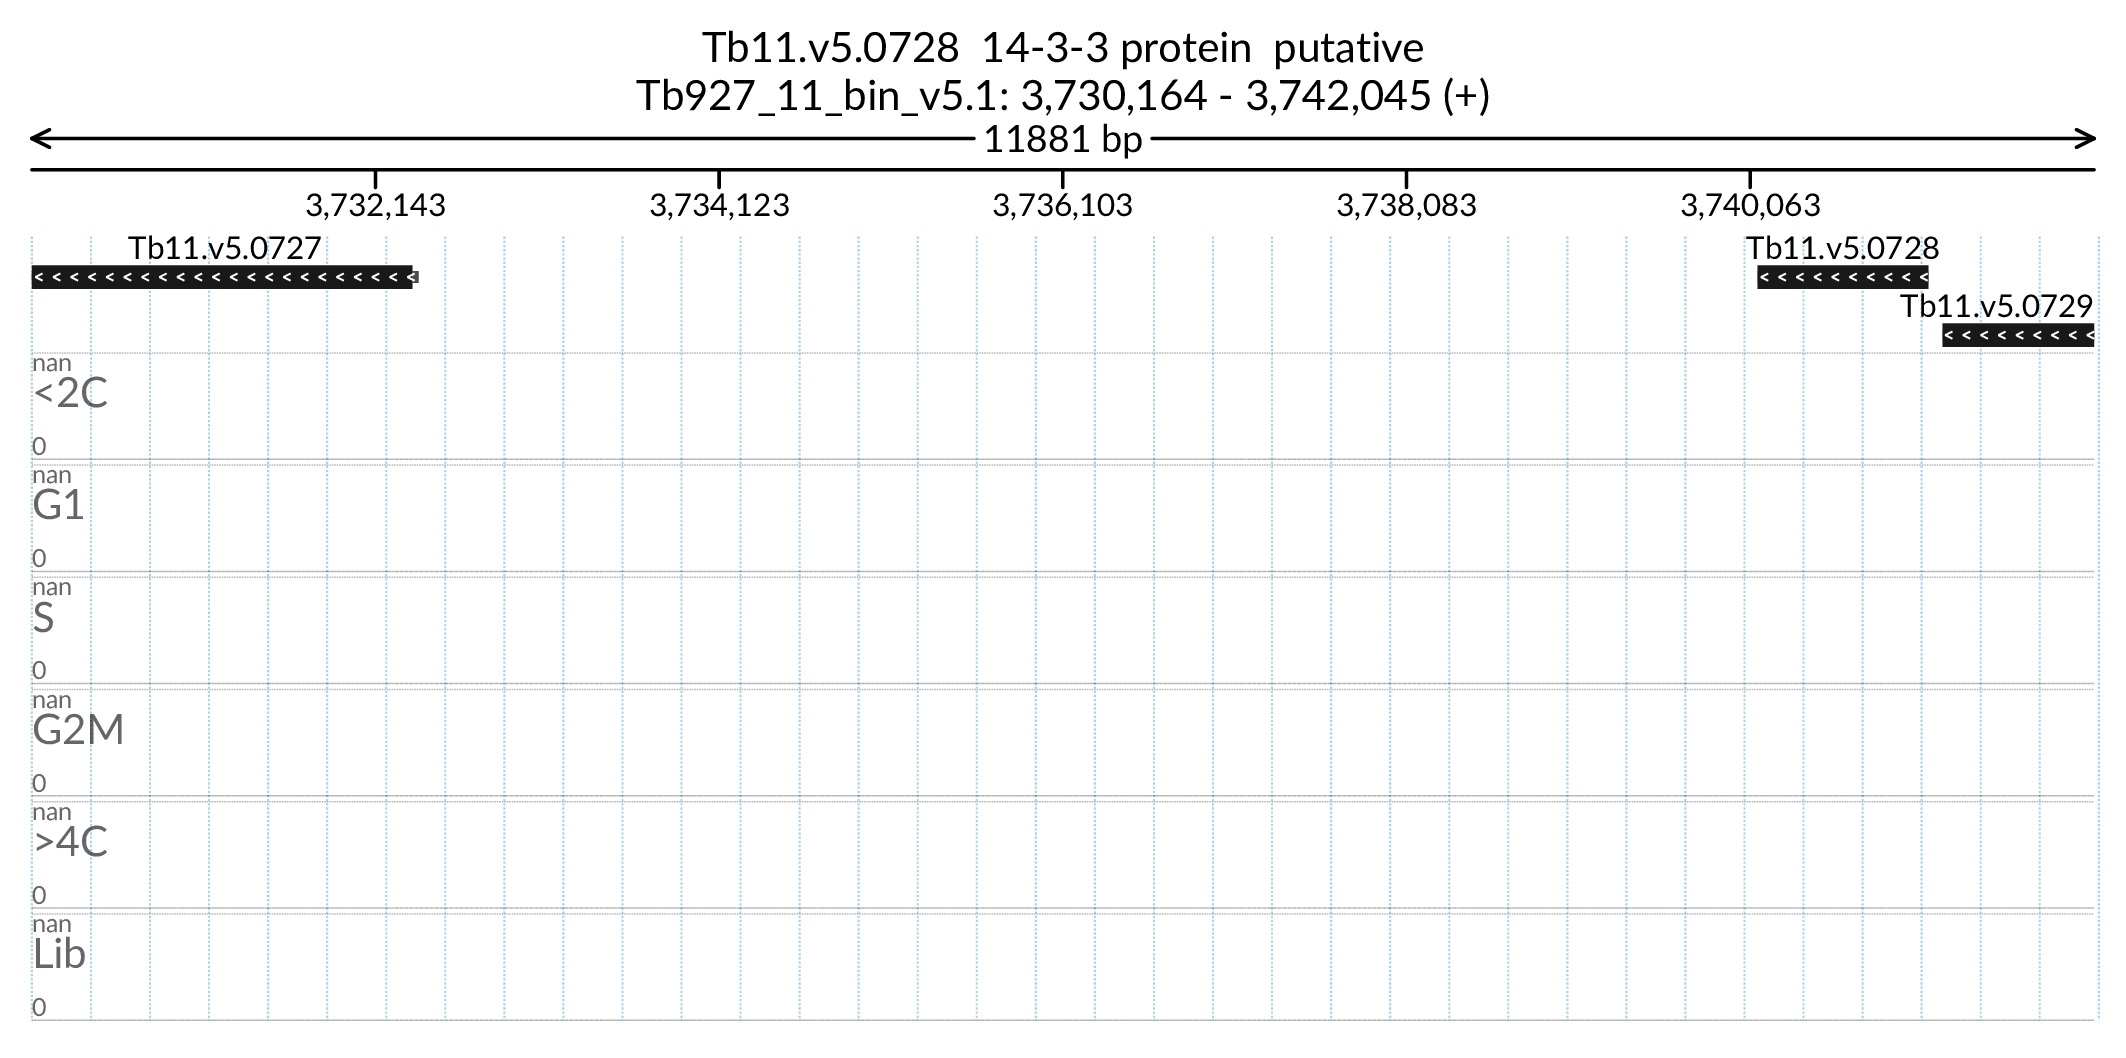 Tb11.v5.0728 14-3-3 protein putative
Tb927_11_bin_v5.1: 3,730,164 - 3,742,045 (+)
11881 bp
3,732,143 3,734,123 3,736,103 3,738,083 3,740,063
Tb11.v5.0727 Tb11.v5.0728
Tb11.v5.0729
nan
<2C
0
nan
G1
0
nan
S
0
nan
G2M
0
nan
>4C
0
nan
Lib
0